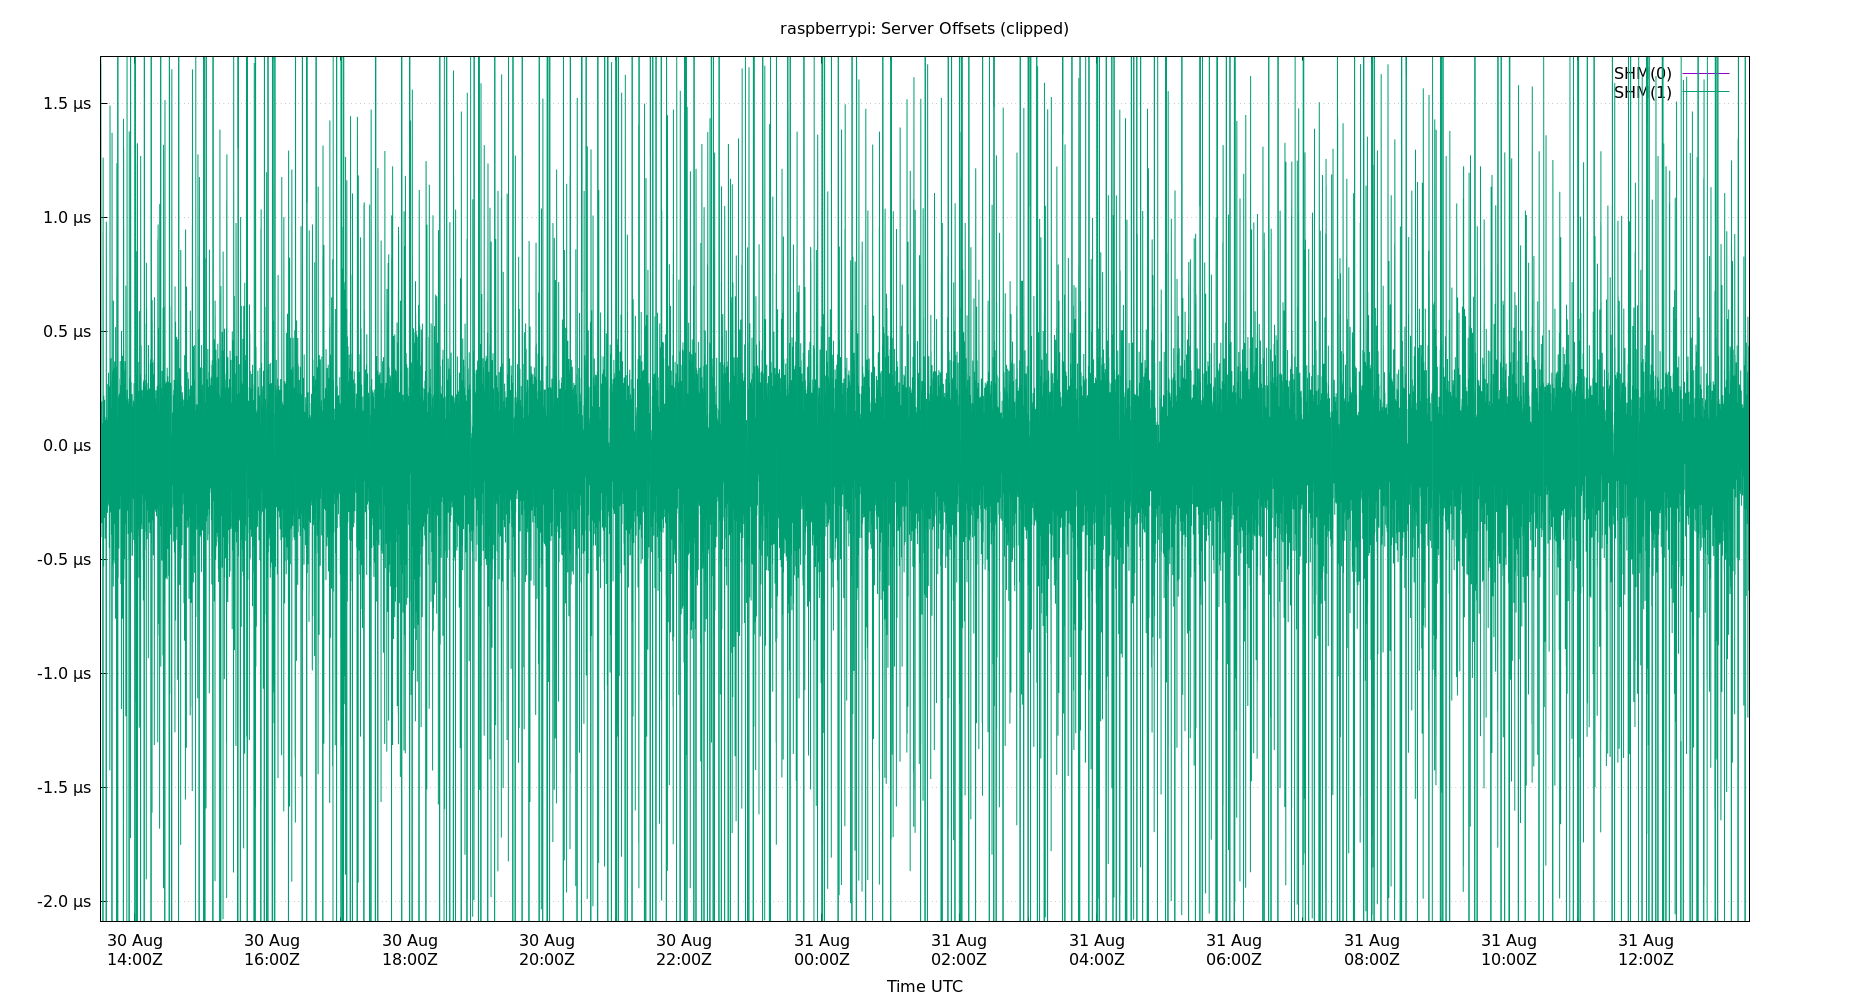 raspberrypi: Server Offsets (clipped)
SHM(0)
SHM(1)
1.5 µs
1.0 µs
0.5 µs
0.0 µs
-0.5 µs
-1.0 µs
-1.5 µs
-2.0 µs
30 Aug 30 Aug 30 Aug 30 Aug 30 Aug 31 Aug 31 Aug 31 Aug 31 Aug 31 Aug 31 Aug 31 Aug
14:00Z 16:00Z 18:00Z 20:00Z 22:00Z 00:00Z 02:00Z 04:00Z 06:00Z 08:00Z 10:00Z 12:00Z
Time UTC